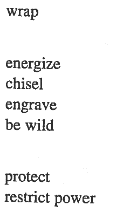 wrap
energize
chisel
engrave
be wild
protect
restrict power